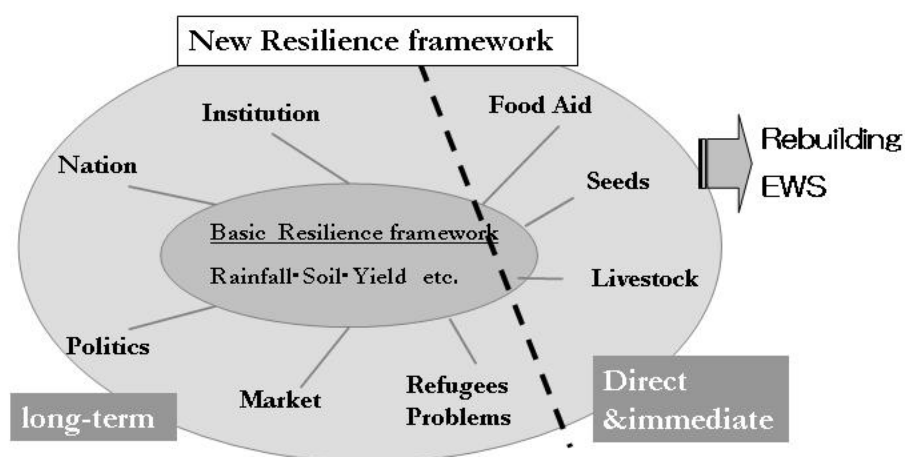 New Resilience framework
Institution
Food Aid
Nation
Seeds
Rebuilding
EWS
Basic Resilience framework
Rainfall-Soil-Yield etc.
Livestock
Politics
Market
Refugees
Problems
long-term
Direct
&immediate